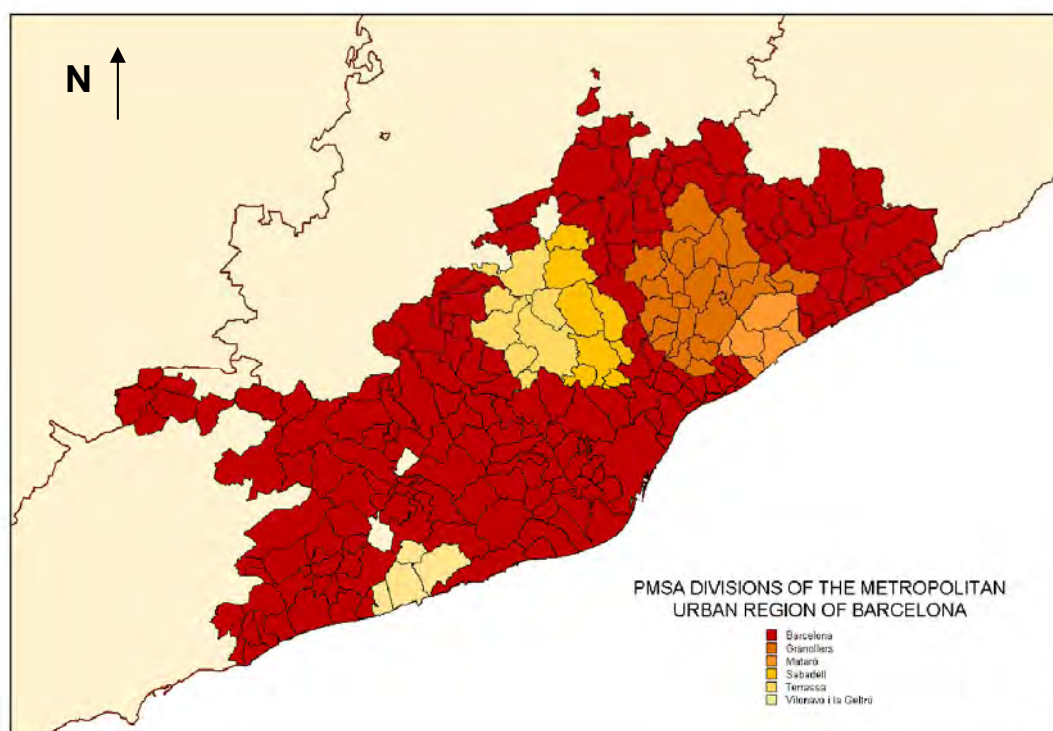 N
PMSA DIVISIONS OF THE METROPOLITAN
URBAN REGION OF BARCELONA
Barcelona
Granollers
Mataró
Sabadell
Terrassa
Vilanova i la Geltrú